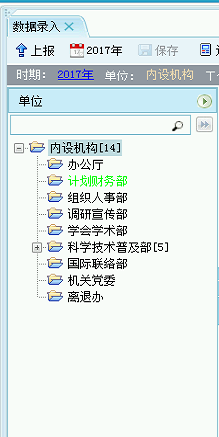 数据录入
上报 2017年 保存
时期: 2017年 单位: 内设机构
单位
内设机构[14]
办公厅
计划财务部
组织人事部
调研宣传部
学会学术部
科学技术普及部[5]
国际联络部
机关党委
离退办